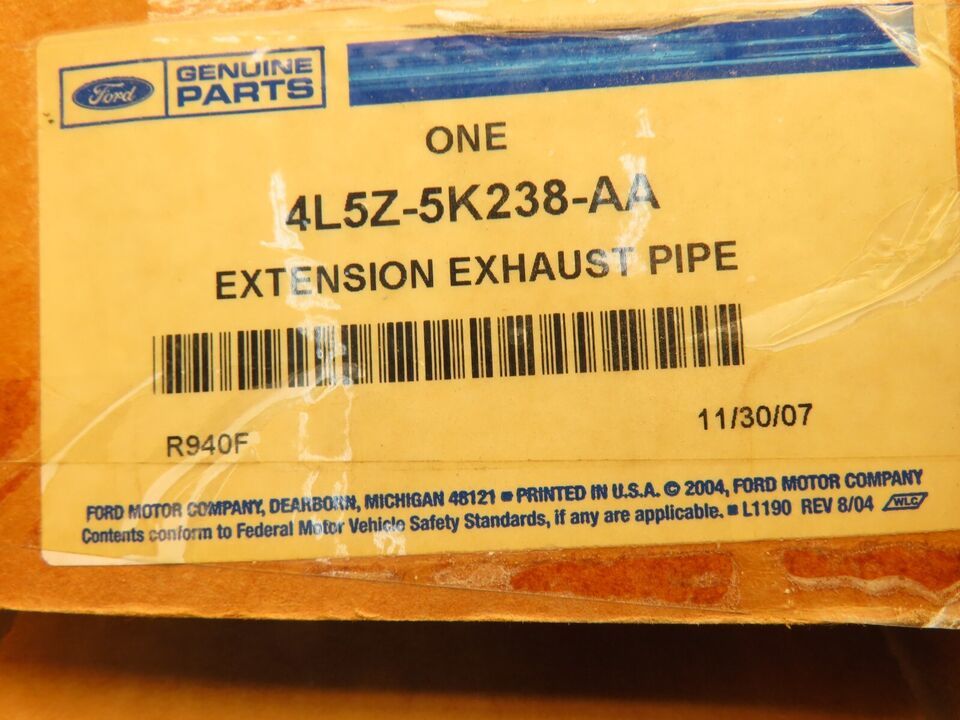 Ford GENUINE PARTS
ONE
4L5Z-5K238-AA
EXTENSION EXHAUST PIPE
R940F
11/30/07
FORD MOTOR COMPANY, DEARBORN, MICHIGAN 48121 ■ PRINTED IN U.S.A. © 2004, FORD MOTOR COMPANY
Contents conform to Federal Motor Vehicle Safety Standards, if any are applicable. ■ L1190 REV 8/04 WLC